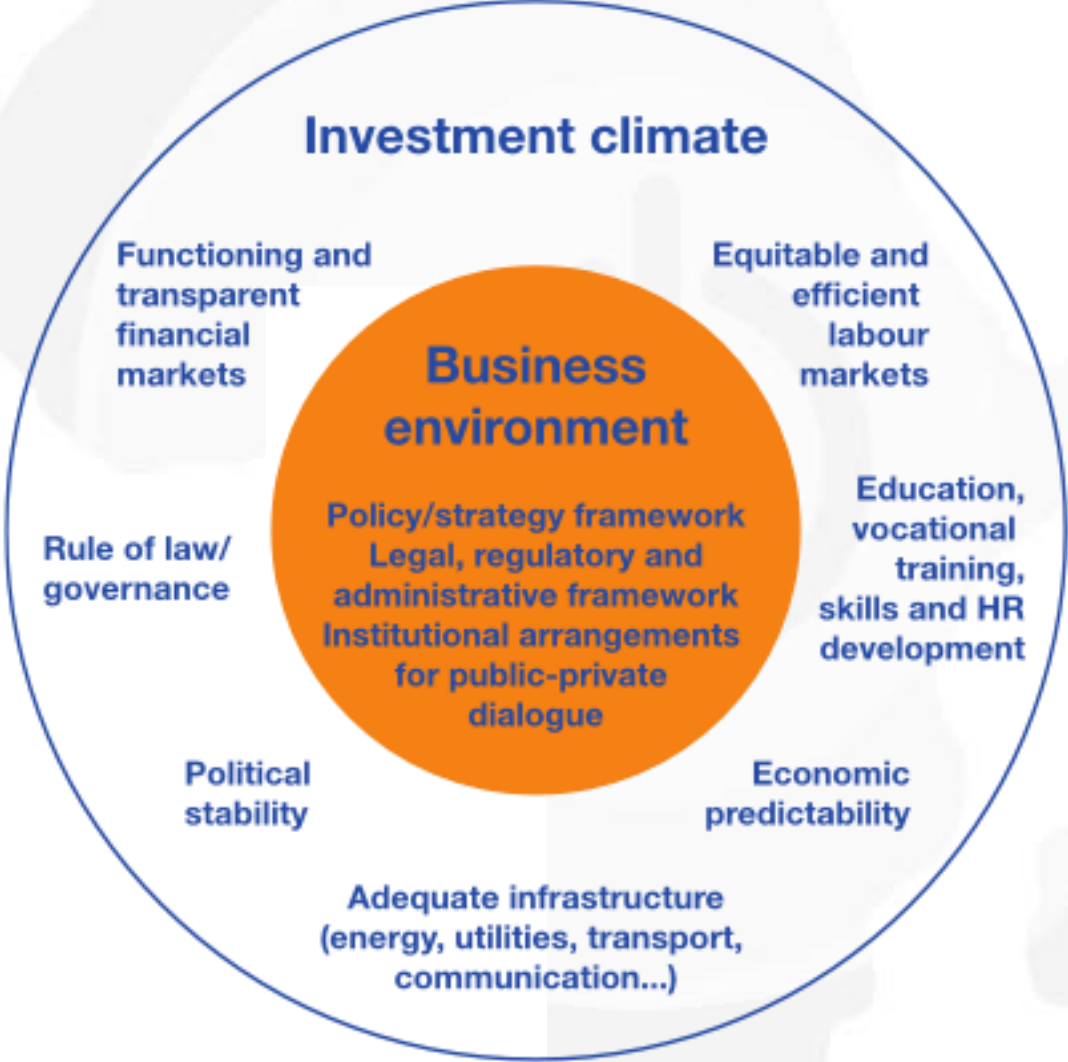 Investment climate
Functioning and
transparent
financial
markets
Equitable and
efficient
labour
markets
Business
environment
Policy/strategy framework
Legal, regulatory and
administrative framework
Institutional arrangements
for public-private
dialogue
Rule of law/
governance
Education,
vocational
training,
skills and HR
development
Political
stability
Economic
predictability
Adequate infrastructure
(energy, utilities, transport,
communication...)